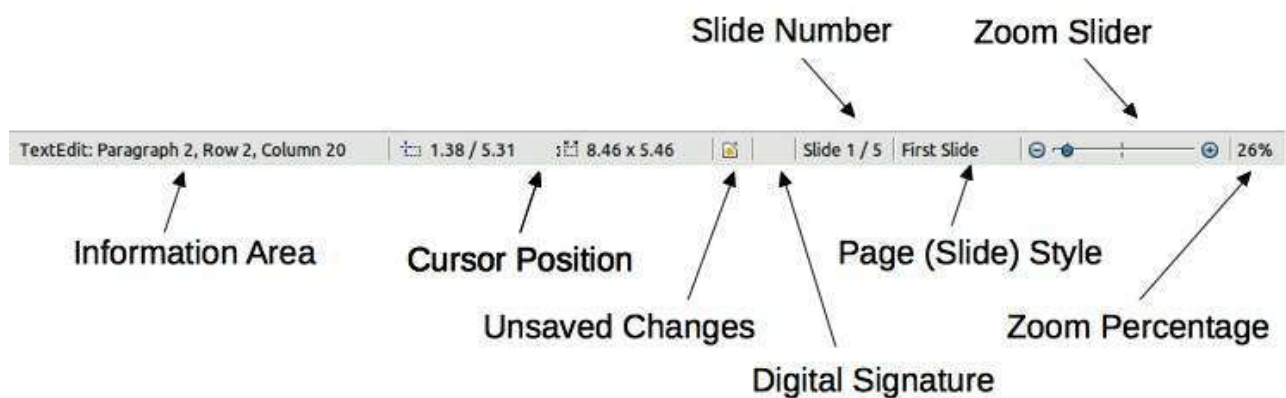 Slide Number
Zoom Slider
TextEdit: Paragraph 2, Row 2, Column 20
1.38 / 5.31
8.46 x 5.46
Slide 1 / 5
First Slide
26%
Information Area
Cursor Position
Page (Slide) Style
Unsaved Changes
Zoom Percentage
Digital Signature